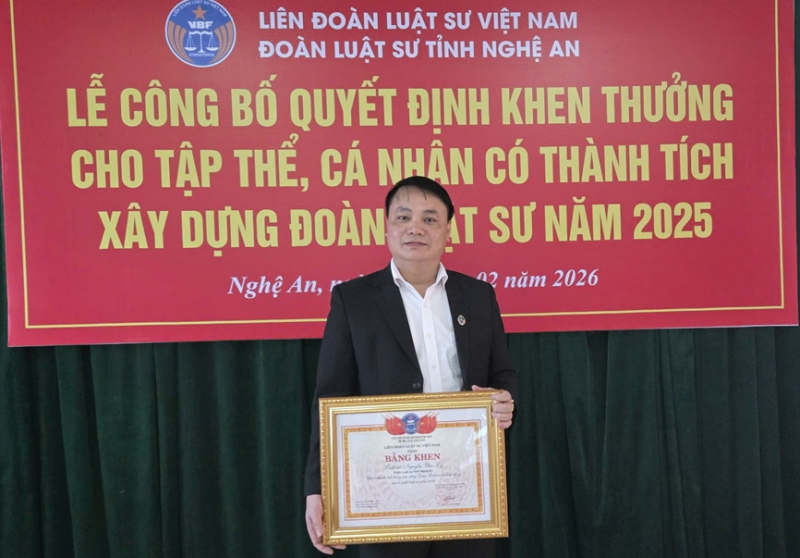 VBF
LIÊN ĐOÀN LUẬT SƯ VIỆT NAM
ĐOÀN LUẬT SƯ TỈNH NGHỆ AN
LỄ CÔNG BỐ QUYẾT ĐỊNH KHEN THƯỞNG
CHO TẬP THỂ, CÁ NHÂN CÓ THÀNH TÍCH
XÂY DỰNG ĐOÀN LUẬT SƯ NĂM 2025
Nghệ An, 02 năm 2026
LIÊN ĐOÀN LUẬT SƯ VIỆT NAM
BẰNG KHEN